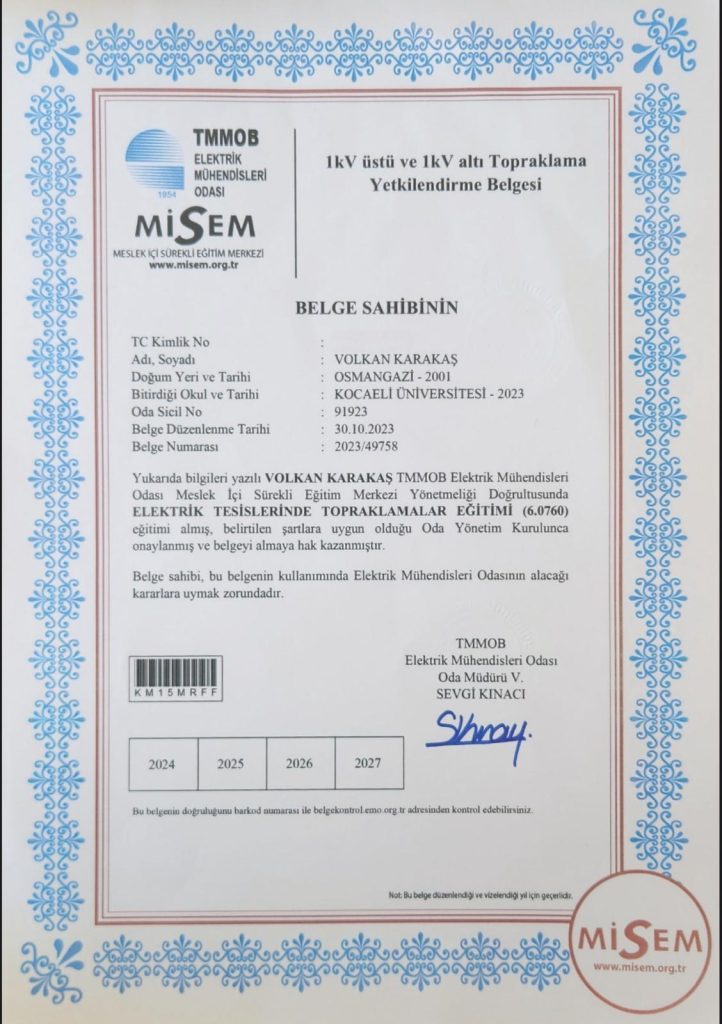 TMMOB
ELEKTRİK
MÜHENDİSLERİ
ODASI
1954
MİSEM
MESLEK İÇİ SÜREKLİ EĞİTİM MERKEZİ
www.misem.org.tr
1kV üstü ve 1kV altı Topraklama
Yetkilendirme Belgesi
BELGE SAHİBİNİN
TC Kimlik No :
Adı, Soyadı : VOLKAN KARAKAŞ
Doğum Yeri ve Tarihi : OSMANGAZİ - 2001
Bitirdiği Okul ve Tarihi : KOCAELİ ÜNİVERSİTESİ - 2023
Oda Sicil No : 91923
Belge Düzenlenme Tarihi : 30.10.2023
Belge Numarası : 2023/49758
Yukarıda bilgileri yazılı VOLKAN KARAKAŞ TMMOB Elektrik Mühendisleri
Odası Meslek İçi Sürekli Eğitim Merkezi Yönetmeliği Doğrultusunda
ELEKTRİK TESİSLERİNDE TOPRAKLAMALAR EĞİTİMİ (6.0760)
eğitimi almış, belirtilen şartlara uygun olduğu Oda Yönetim Kurulunca
onaylanmış ve belgeyi almaya hak kazanmıştır.
Belge sahibi, bu belgenin kullanımında Elektrik Mühendisleri Odasının alacağı
kararlara uymak zorundadır.
TMMOB
Elektrik Mühendisleri Odası
Oda Müdürü V.
SEVGİ KINACI
KM15MRFF
2024 2025 2026 2027
Bu belgenin doğruluğunu barkod numarası ile belgekontrol.emo.org.tr adresinden kontrol edebilirsiniz.
Not: Bu belge düzenlendiği ve vizelendiği yıl için geçerlidir.
MİSEM
www.misem.org.tr